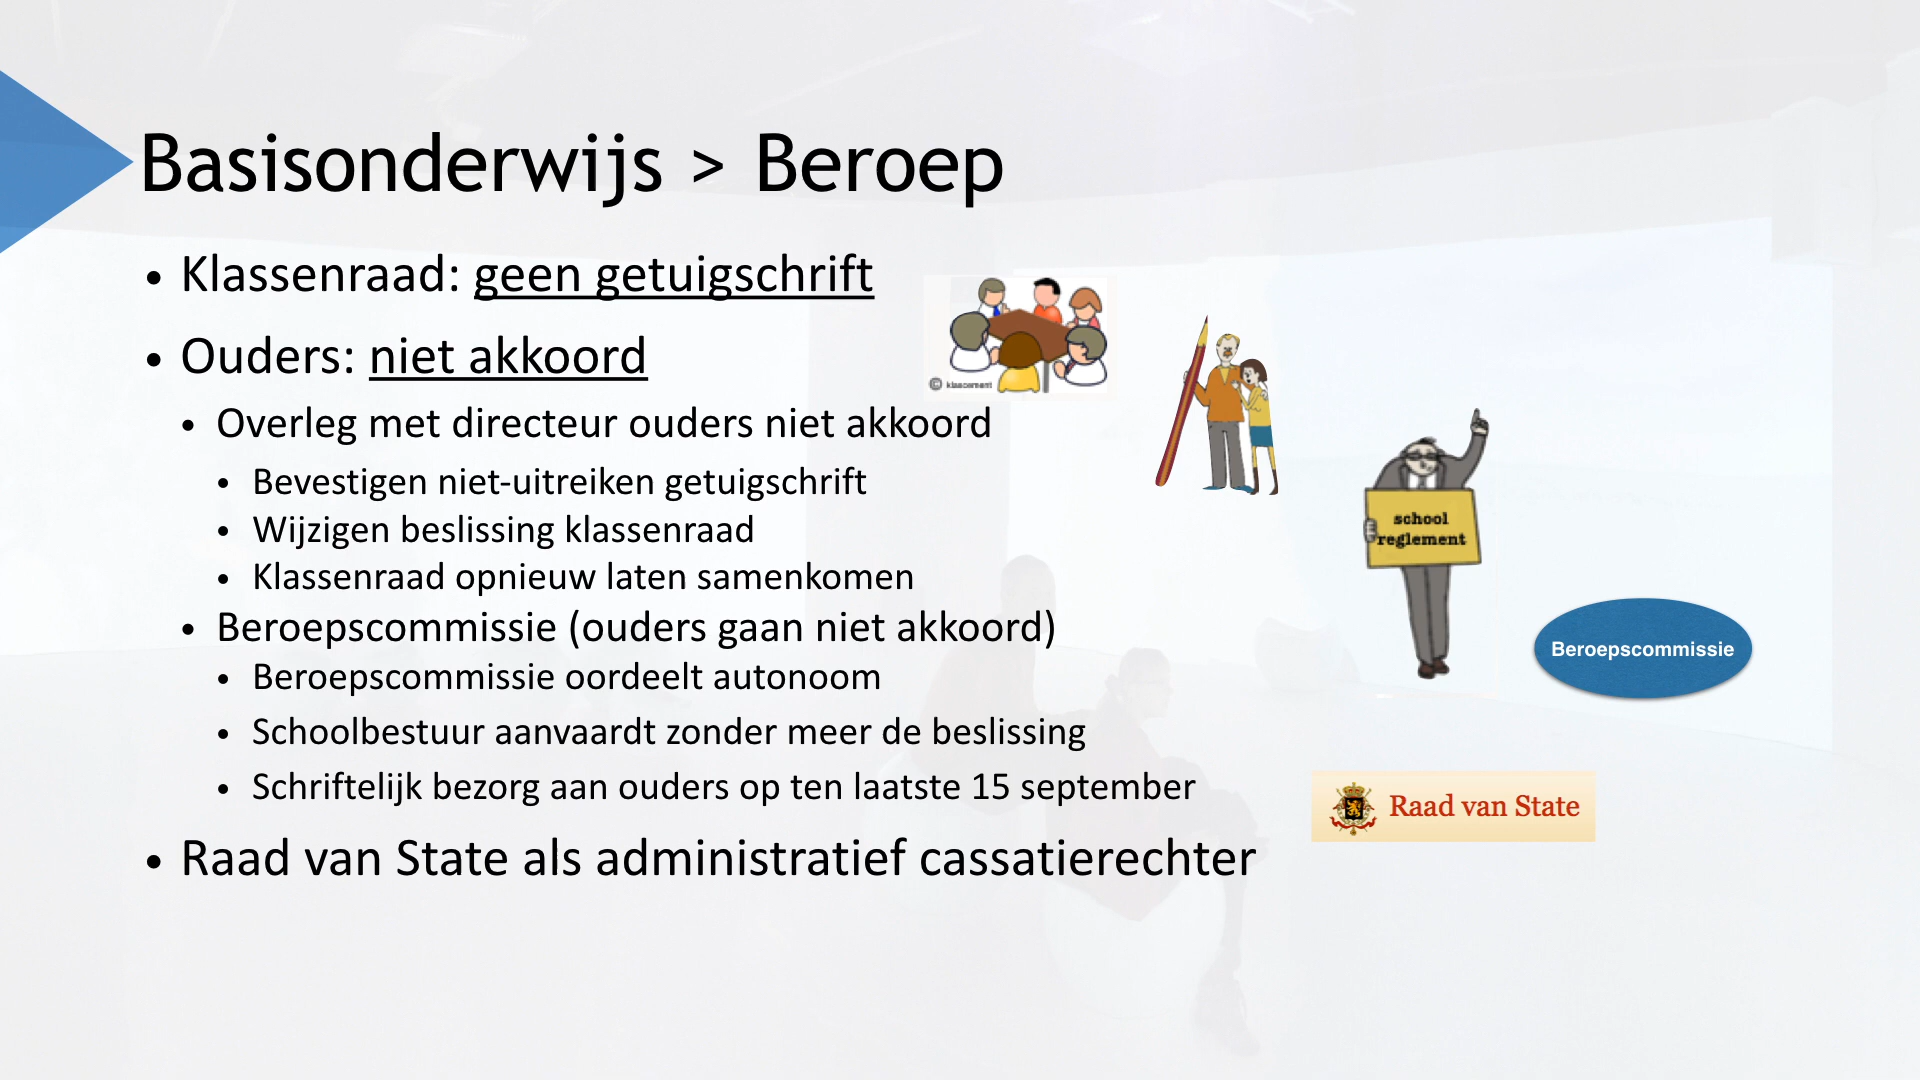 Basisonderwijs > Beroep
• Klassenraad: geen getuigschrift
• Ouders: niet akkoord
• Overleg met directeur ouders niet akkoord
• Bevestigen niet-uitreiken getuigschrift
• Wijzigen beslissing klassenraad
• Klassenraad opnieuw laten samenkomen
• Beroepscommissie (ouders gaan niet akkoord)
• Beroepscommissie oordeelt autonoom
• Schoolbestuur aanvaardt zonder meer de beslissing
• Schriftelijk bezorg aan ouders op ten laatste 15 september
• Raad van State als administratief cassatierechter
© klascement
school
reglement
Beroepscommissie
Raad van State